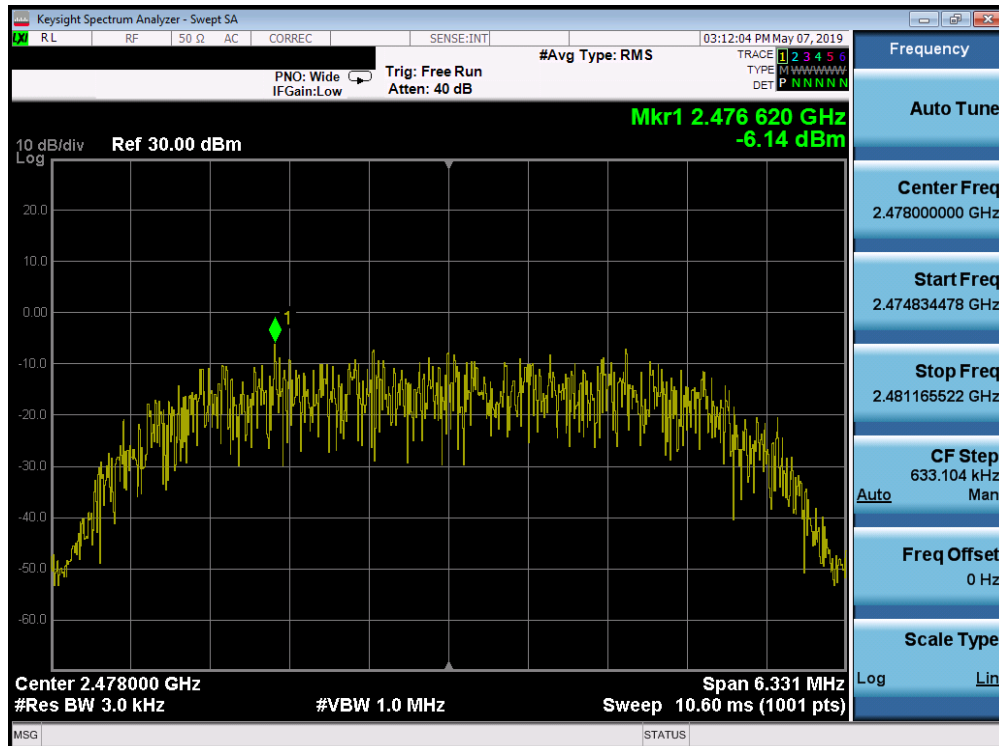 Keysight Spectrum Analyzer - Swept SA
LXI RL RF 50 Ω AC CORREC SENSE:INT 03:12:04 PM May 07, 2019
PNO: Wide
IFGain:Low
Trig: Free Run
Atten: 40 dB
#Avg Type: RMS
TRACE 1 2 3 4 5 6
TYPE M WWWWW
DET P N N N N N
Mkr1 2.476 620 GHz
-6.14 dBm
10 dB/div
Log
Ref 30.00 dBm
20.0
10.0
0.00
-10.0
-20.0
-30.0
-40.0
-50.0
-60.0
1
Center 2.478000 GHz
Span 6.331 MHz
#Res BW 3.0 kHz
#VBW 1.0 MHz
Sweep 10.60 ms (1001 pts)
MSG
STATUS
Frequency
Auto Tune
Center Freq
2.478000000 GHz
Start Freq
2.474834478 GHz
Stop Freq
2.481165522 GHz
CF Step
633.104 kHz
Auto Man
Freq Offset
0 Hz
Scale Type
Log Lin